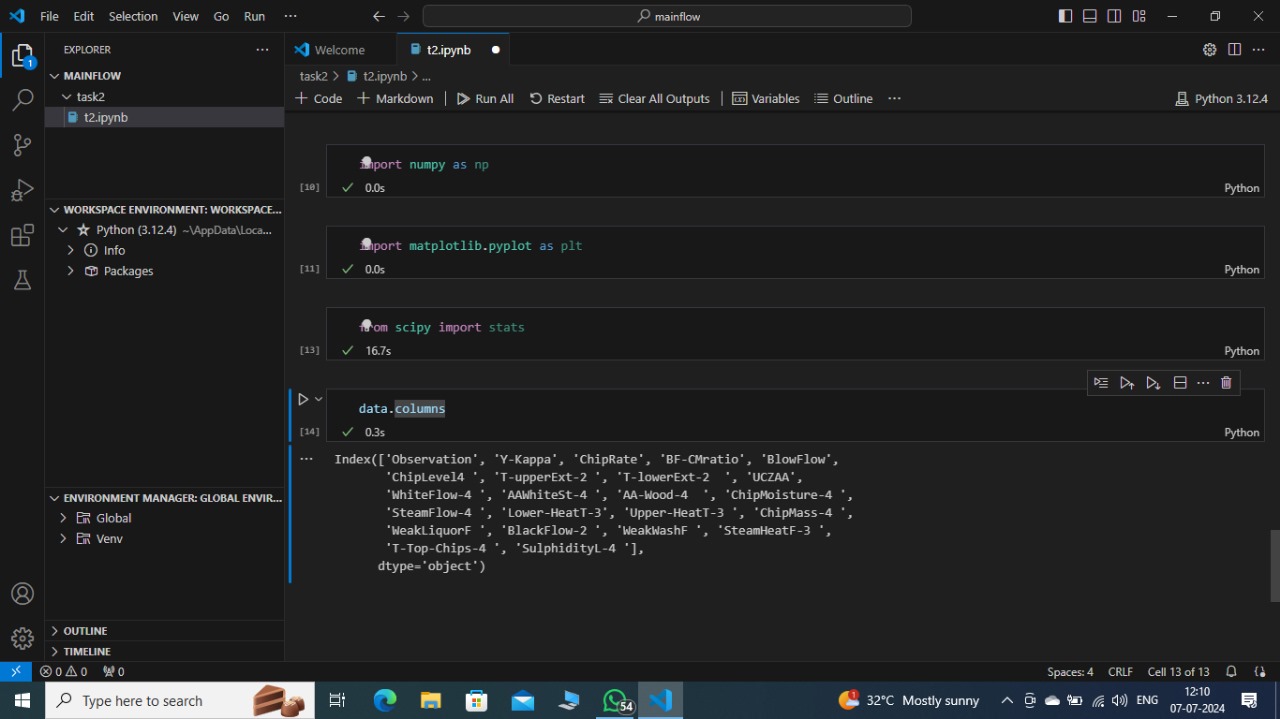 File Edit Selection View Go Run ...
mainflow
EXPLORER
MAINFLOW
task2
t2.ipynb
WORKSPACE ENVIRONMENT: WORKSPACE...
Python (3.12.4) ~\AppData\Loca...
Info
Packages
ENVIRONMENT MANAGER: GLOBAL ENVIR...
Global
Venv
OUTLINE
TIMELINE
1
Welcome
t2.ipynb
task2 > t2.ipynb > ...
+ Code + Markdown | Run All Restart Clear All Outputs | Variables Outline ...
Python 3.12.4
import numpy as np
[10] 0.0s Python
import matplotlib.pyplot as plt
[11] 0.0s Python
from scipy import stats
[13] 16.7s Python
data.columns
[14] 0.3s Python
Index(['Observation', 'Y-Kappa', 'ChipRate', 'BF-CMratio', 'BlowFlow',
'ChipLevel4 ', 'T-upperExt-2 ', 'T-lowerExt-2  ', 'UCZAA',
'WhiteFlow-4 ', 'AAWhiteSt-4 ', 'AA-Wood-4  ', 'ChipMoisture-4 ',
'SteamFlow-4 ', 'Lower-HeatT-3', 'Upper-HeatT-3 ', 'ChipMass-4 ',
'WeakLiquorF ', 'BlackFlow-2 ', 'WeakWashF ', 'SteamHeatF-3 ',
'T-Top-Chips-4 ', 'SulphidityL-4 '],
dtype='object')
0 0 0
Spaces: 4 CRLF Cell 13 of 13
Type here to search
54
1
32°C Mostly sunny
ENG
12:10
07-07-2024